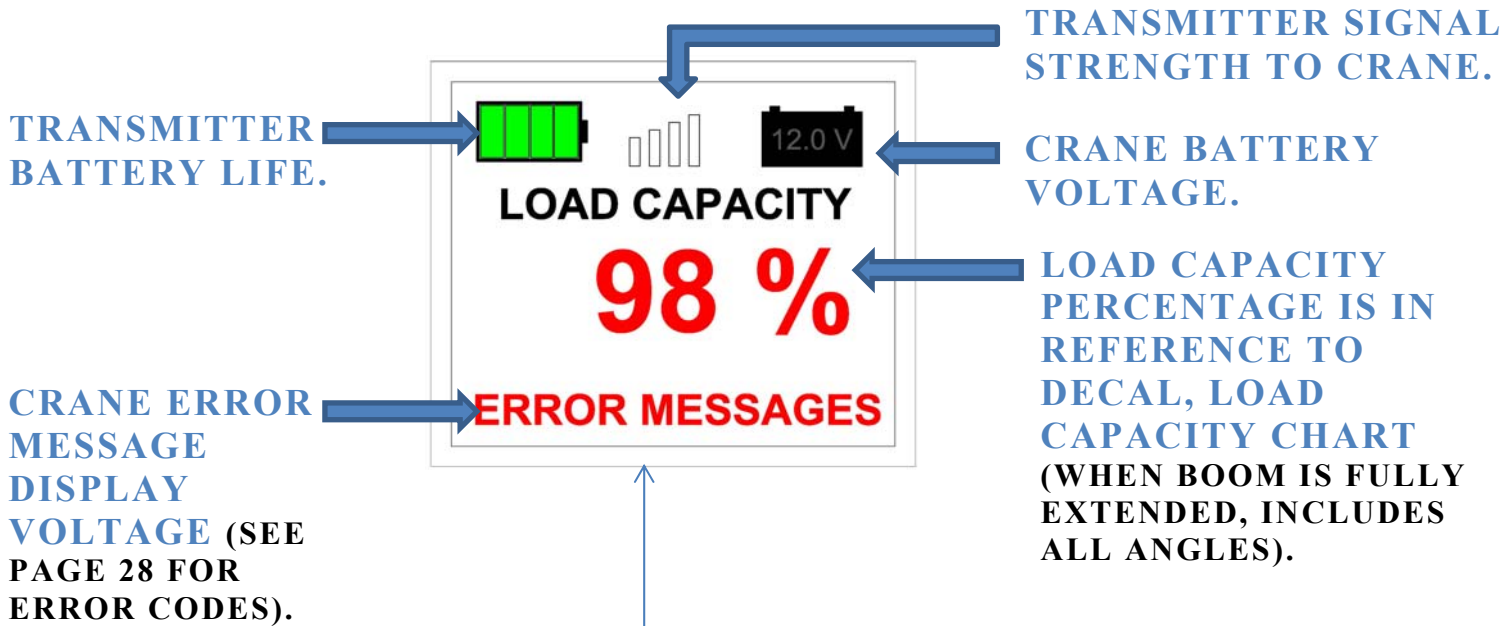 TRANSMITTER SIGNAL
STRENGTH TO CRANE.
TRANSMITTER
BATTERY LIFE.
12.0 V
CRANE BATTERY
VOLTAGE.
LOAD CAPACITY
98 %
LOAD CAPACITY
PERCENTAGE IS IN
REFERENCE TO
DECAL, LOAD
CAPACITY CHART
(WHEN BOOM IS FULLY
EXTENDED, INCLUDES
ALL ANGLES).
CRANE ERROR
MESSAGE
DISPLAY
VOLTAGE (SEE
PAGE 28 FOR
ERROR CODES).
ERROR MESSAGES